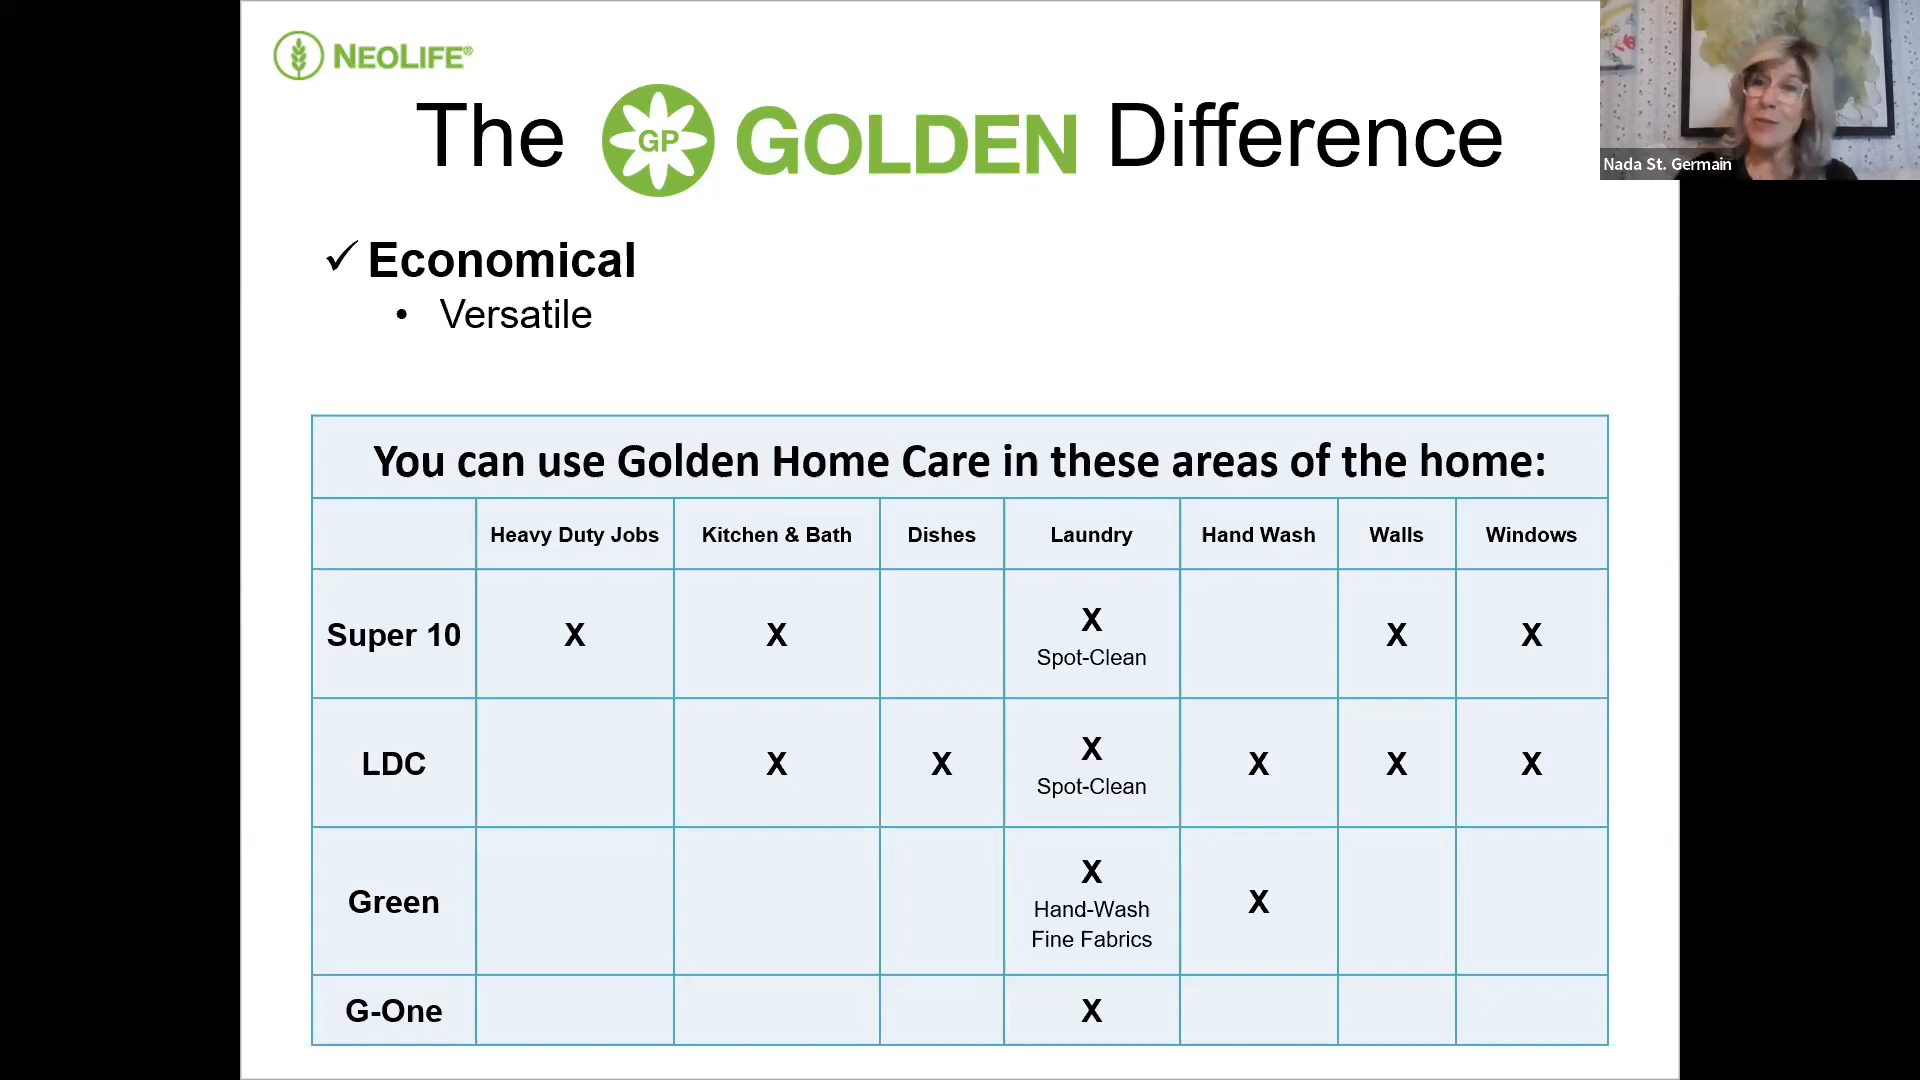 NEOLIFE®
The GP GOLDEN Difference
Nada St. Germain
✓ Economical
• Versatile
You can use Golden Home Care in these areas of the home:
Heavy Duty Jobs Kitchen & Bath Dishes Laundry Hand Wash Walls Windows
Super 10 X X X X X
Spot-Clean
LDC X X X X X X
Spot-Clean
Green X X
Hand-Wash
Fine Fabrics
G-One X